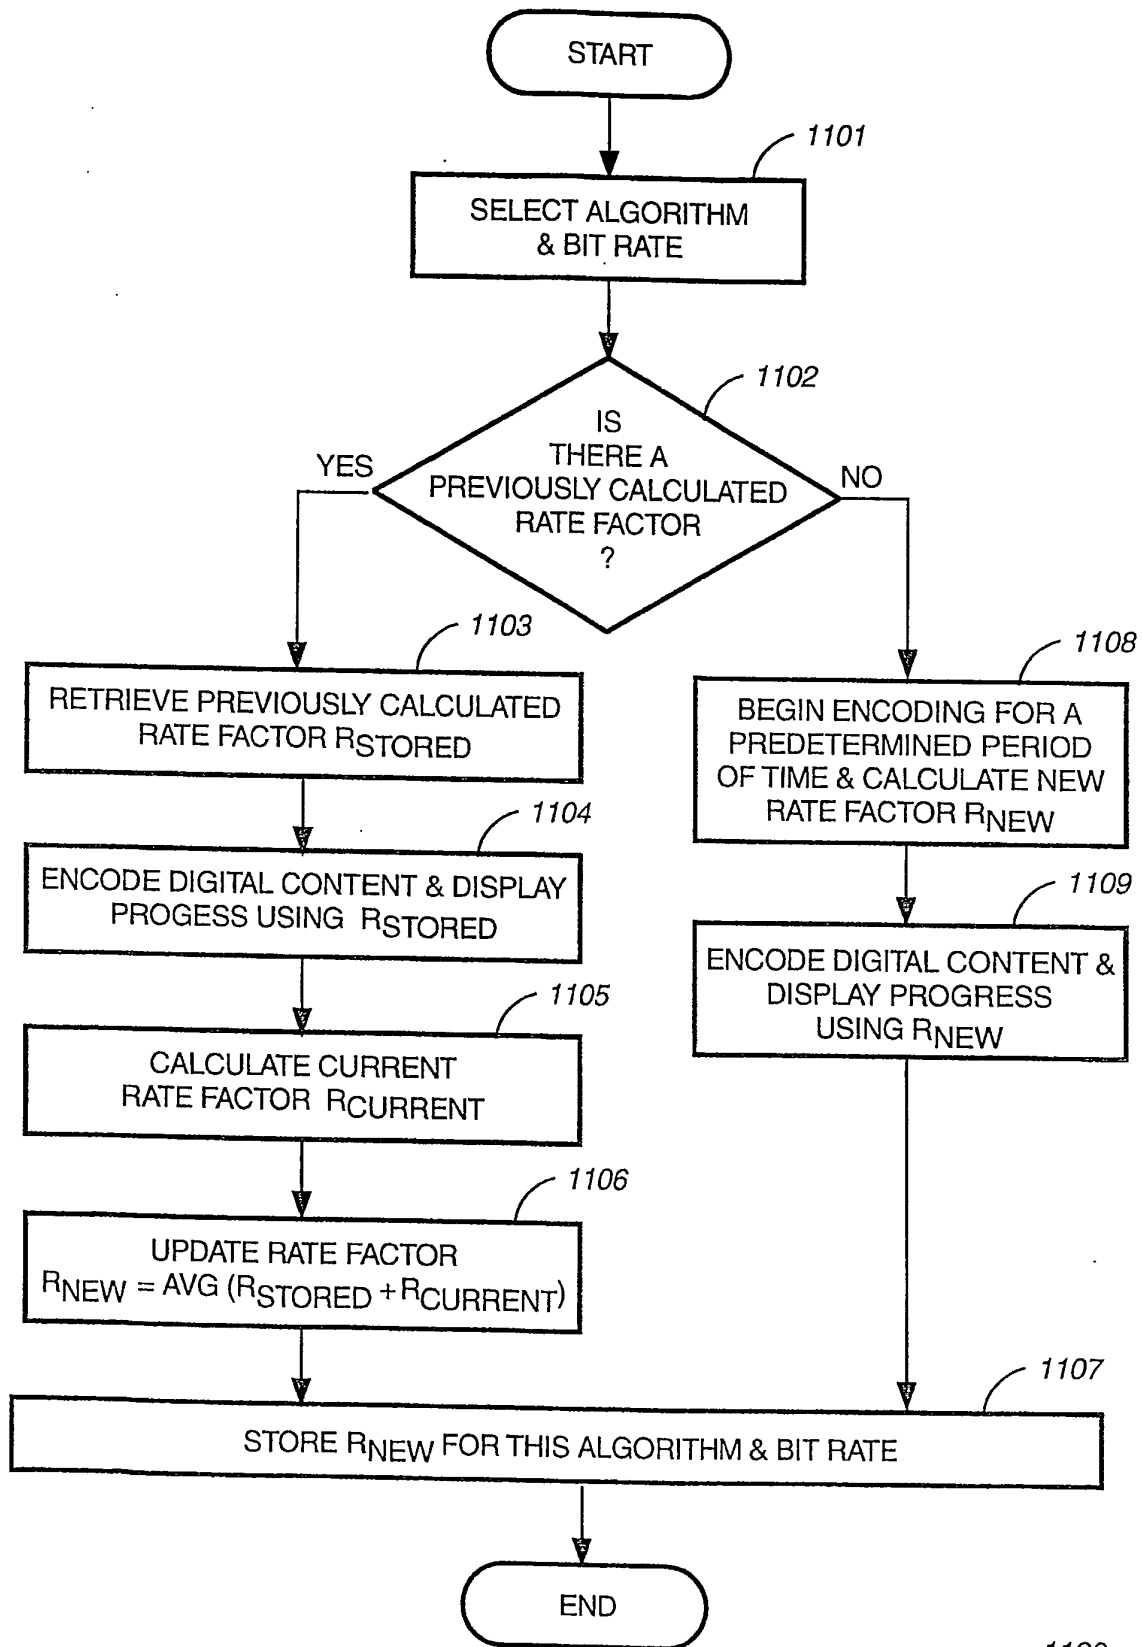 START
1101
SELECT ALGORITHM
& BIT RATE
1102
IS
THERE A
PREVIOUSLY CALCULATED
RATE FACTOR
?
YES
NO
1103
RETRIEVE PREVIOUSLY CALCULATED
RATE FACTOR RSTORED
1104
ENCODE DIGITAL CONTENT & DISPLAY
PROGESS USING RSTORED
1105
CALCULATE CURRENT
RATE FACTOR RCURRENT
1106
UPDATE RATE FACTOR
RNEW = AVG (RSTORED +RCURRENT)
1108
BEGIN ENCODING FOR A
PREDETERMINED PERIOD
OF TIME & CALCULATE NEW
RATE FACTOR RNEW
1109
ENCODE DIGITAL CONTENT &
DISPLAY PROGRESS
USING RNEW
1107
STORE RNEW FOR THIS ALGORITHM & BIT RATE
END